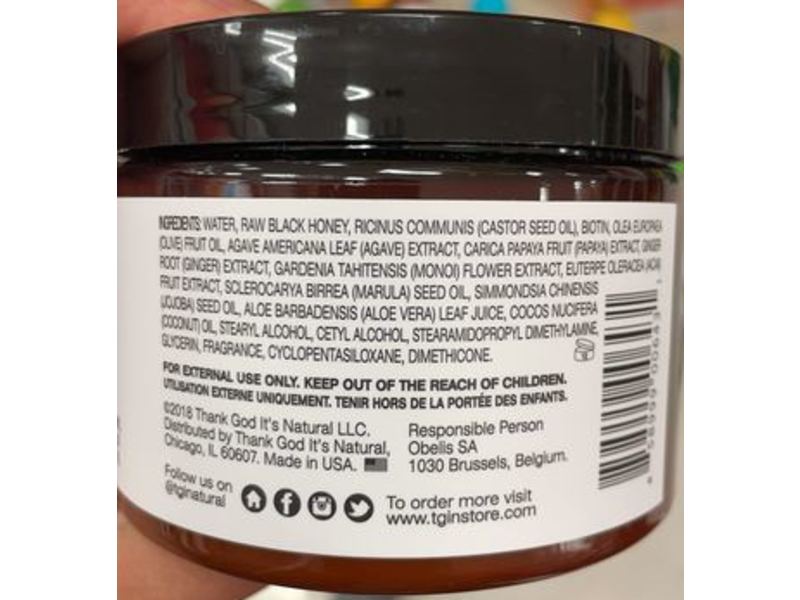 INGREDIENTS: WATER, RAW BLACK HONEY, RICINUS COMMUNIS (CASTOR SEED OIL), BIOTIN, OLEA EUROPAEA
(OLIVE) FRUIT OIL, AGAVE AMERICANA LEAF (AGAVE) EXTRACT, CARICA PAPAYA FRUIT (PAPAYA) EXTRACT, GINGER
ROOT (GINGER) EXTRACT, GARDENIA TAHITENSIS (MONOI) FLOWER EXTRACT, EUTERPE OLERACEA (ACAI)
FRUIT EXTRACT, SCLEROCARYA BIRREA (MARULA) SEED OIL, SIMMONDSIA CHINENSIS
(JOJOBA) SEED OIL, ALOE BARBADENSIS (ALOE VERA) LEAF JUICE, COCOS NUCIFERA
(COCONUT) OIL, STEARYL ALCOHOL, CETYL ALCOHOL, STEARAMIDOPROPYL DIMETHYLAMINE,
GLYCERIN, FRAGRANCE, CYCLOPENTASILOXANE, DIMETHICONE.
FOR EXTERNAL USE ONLY. KEEP OUT OF THE REACH OF CHILDREN.
UTILISATION EXTERNE UNIQUEMENT. TENIR HORS DE LA PORTÉE DES ENFANTS.
©2018 Thank God It's Natural LLC.
Distributed by Thank God It's Natural,
Chicago, IL 60607. Made in USA.
Responsible Person
Obelis SA
1030 Brussels, Belgium.
Follow us on
@tginatural
To order more visit
www.tginstore.com